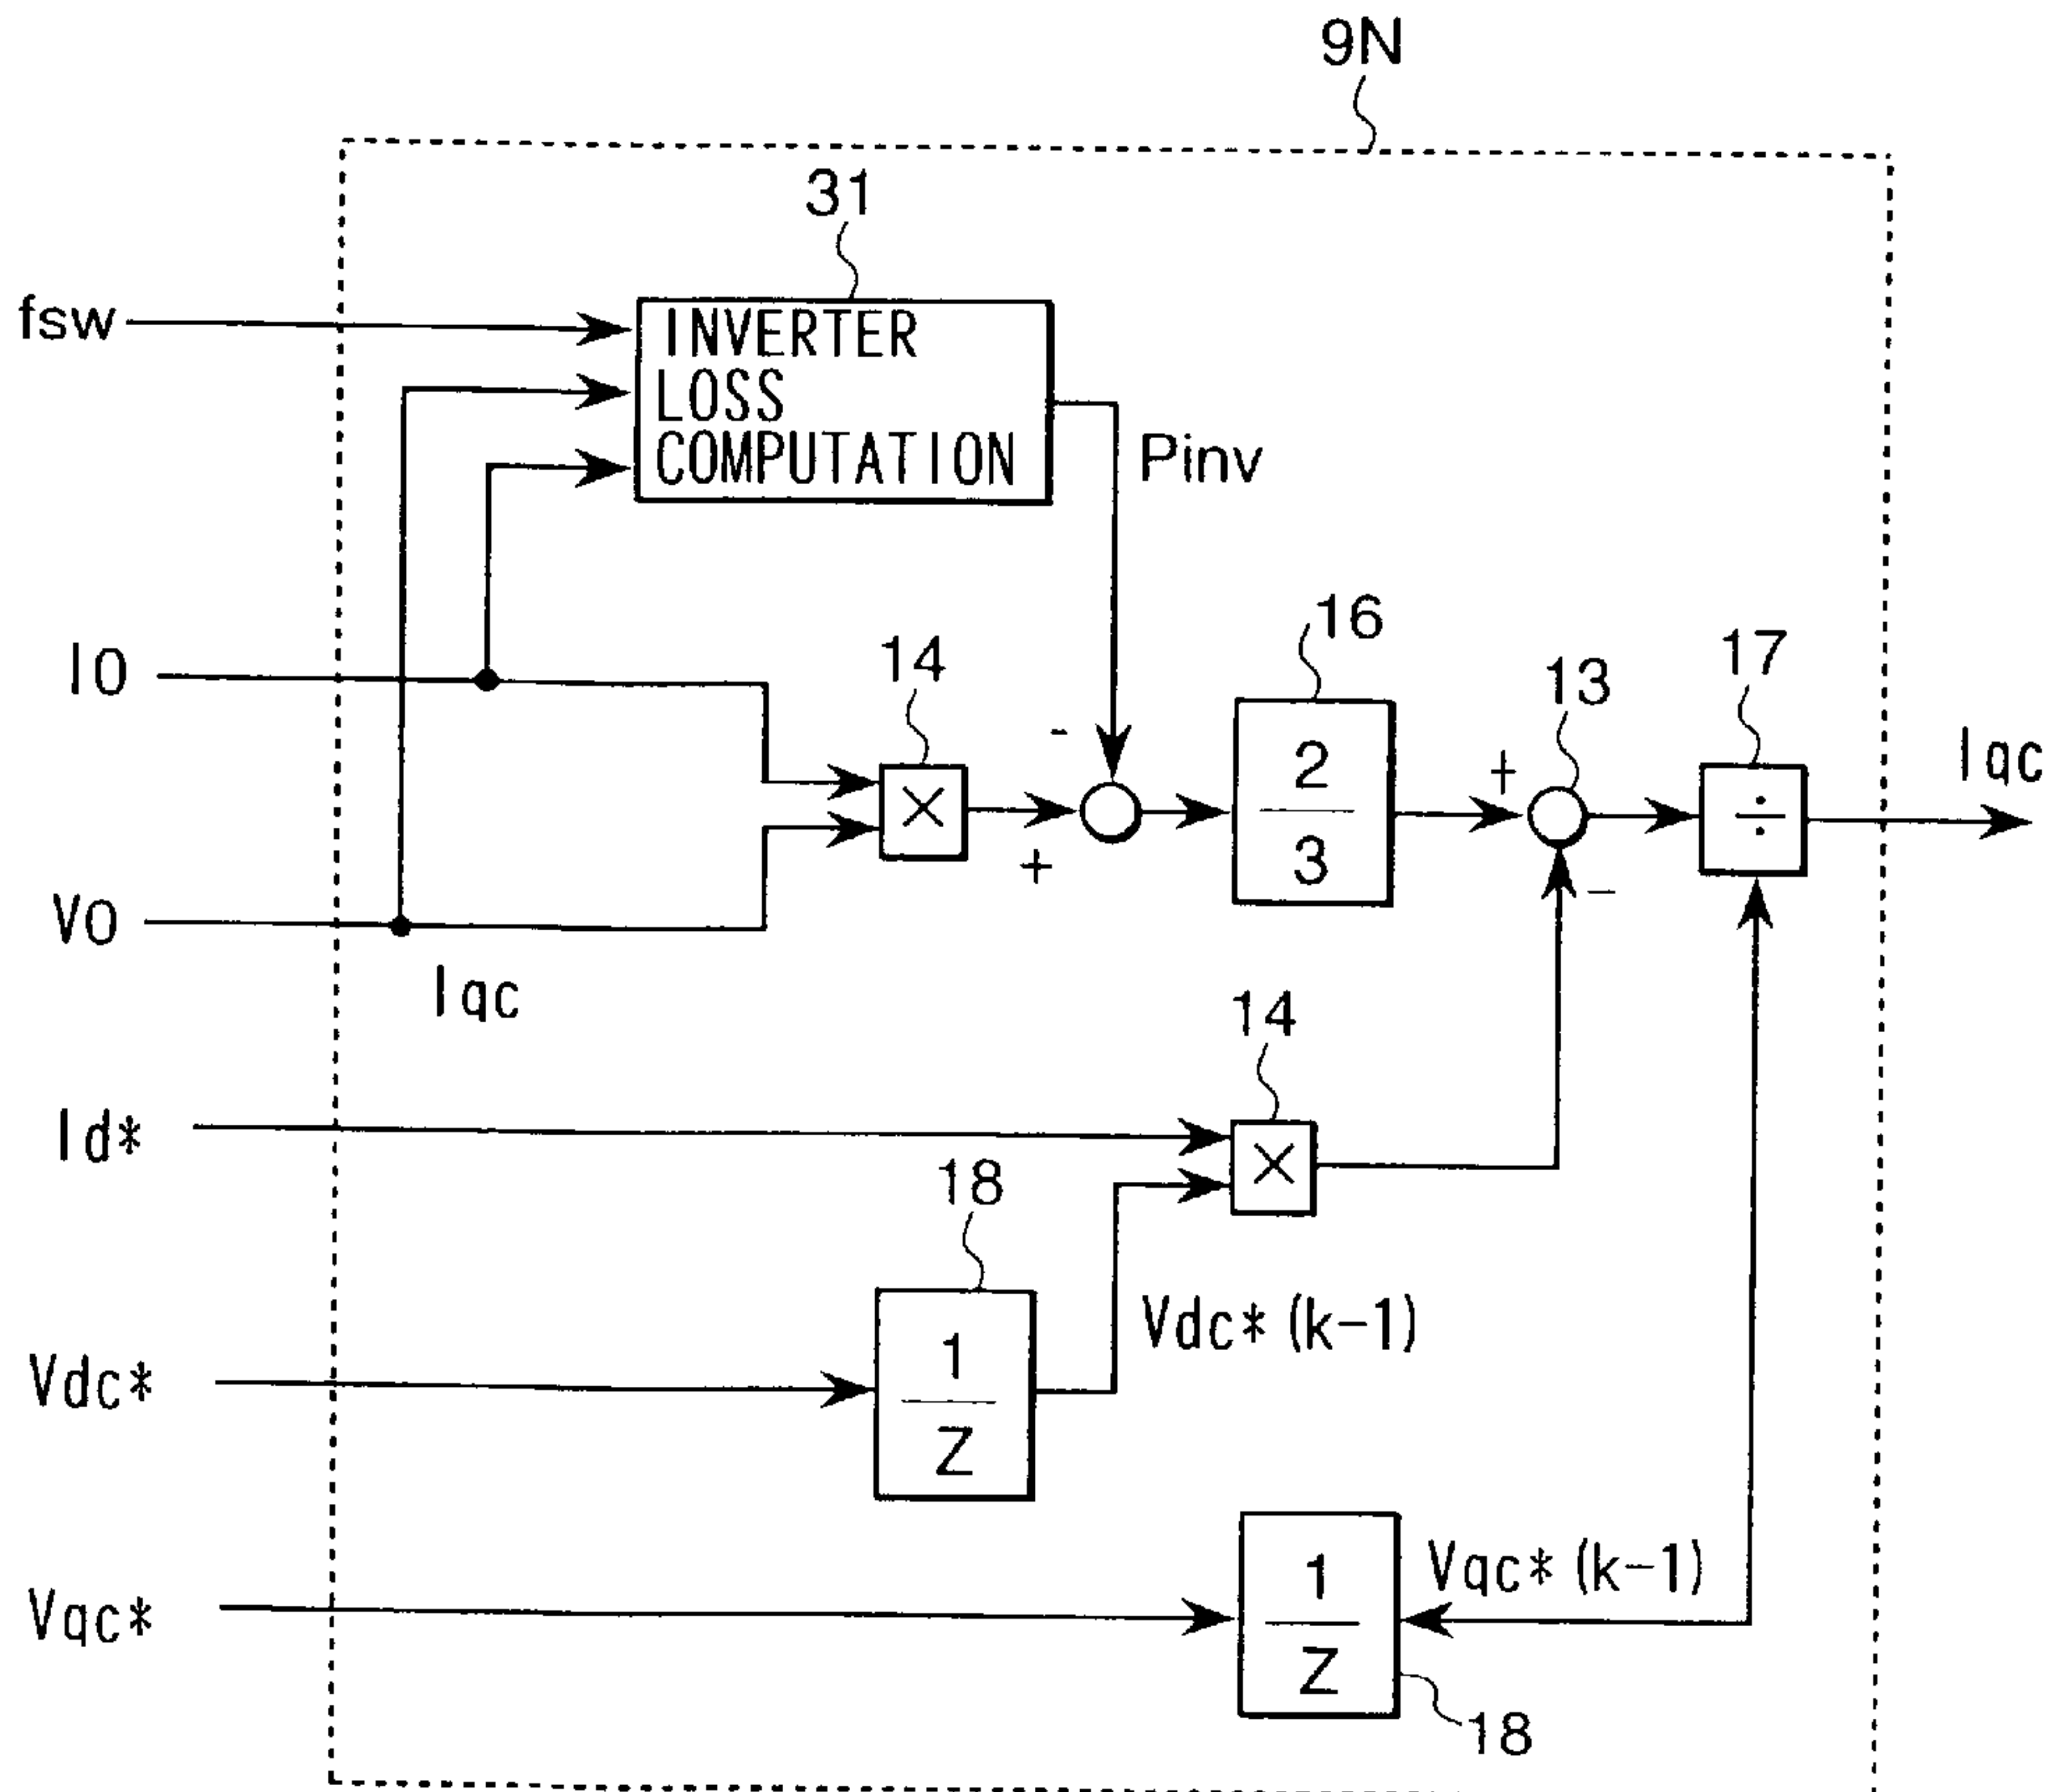 9N
31
fsw
INVERTER
LOSS
COMPUTATION
Pinv
I0
14
16
13
17
2
3
×
÷
+
-
+
−
Iqc
V0
Iqc
14
Id*
×
18
Vdc*(k-1)
1
Z
Vdc*
Vqc*(k-1)
1
Z
Vqc*
18